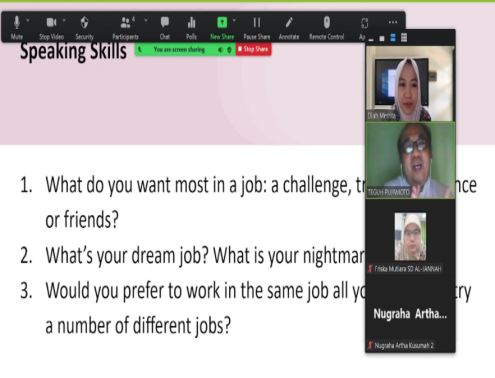 Mute
Stop Video
Security
Participants 4
Chat
Polls
New Share
Pause Share
Annotate
Remote Control
Speaking Skills
You are screen sharing
Stop Share
Diah Merrita
TEGUH PUJIWHOTO
Friska Mutiara SD AL-JANNAH
Nugraha Artha...
Nugraha Artha Kusumah 2
1. What do you want most in a job: a challenge,
or friends?
2. What's your dream job? What is your
3. Would you prefer to work in the same job all
a number of different jobs?